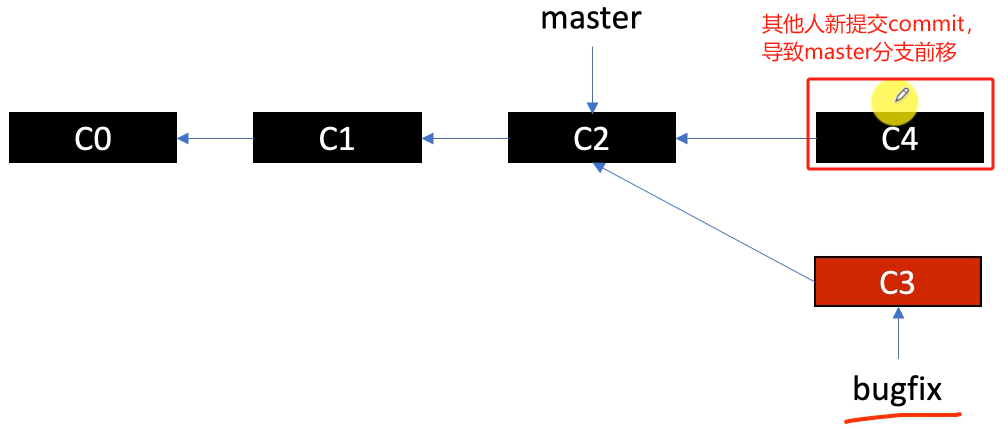 master
其他人新提交commit，
导致master分支前移
C0
C1
C2
C4
C3
bugfix